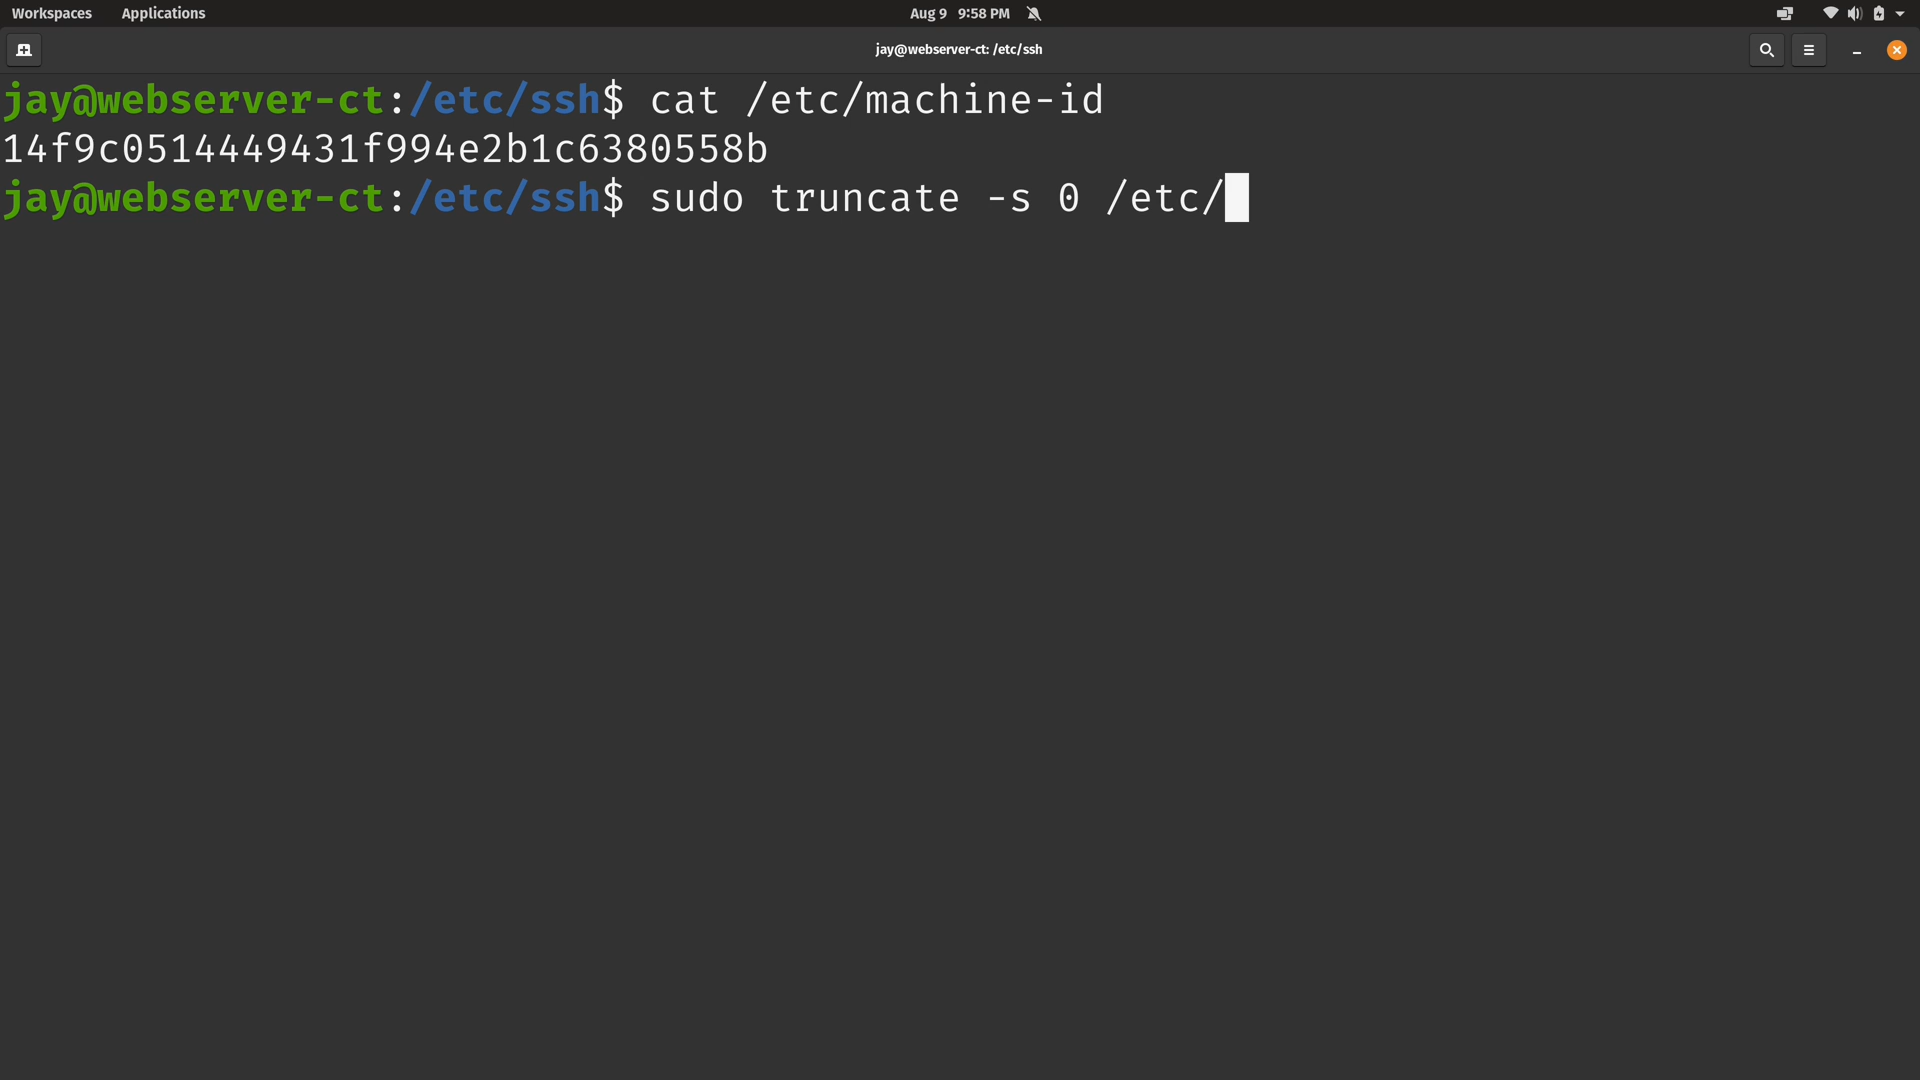 Workspaces Applications Aug 9 9:58 PM
jay@webserver-ct: /etc/ssh
jay@webserver-ct:/etc/ssh$ cat /etc/machine-id
14f9c0514449431f994e2b1c6380558b
jay@webserver-ct:/etc/ssh$ sudo truncate -s 0 /etc/